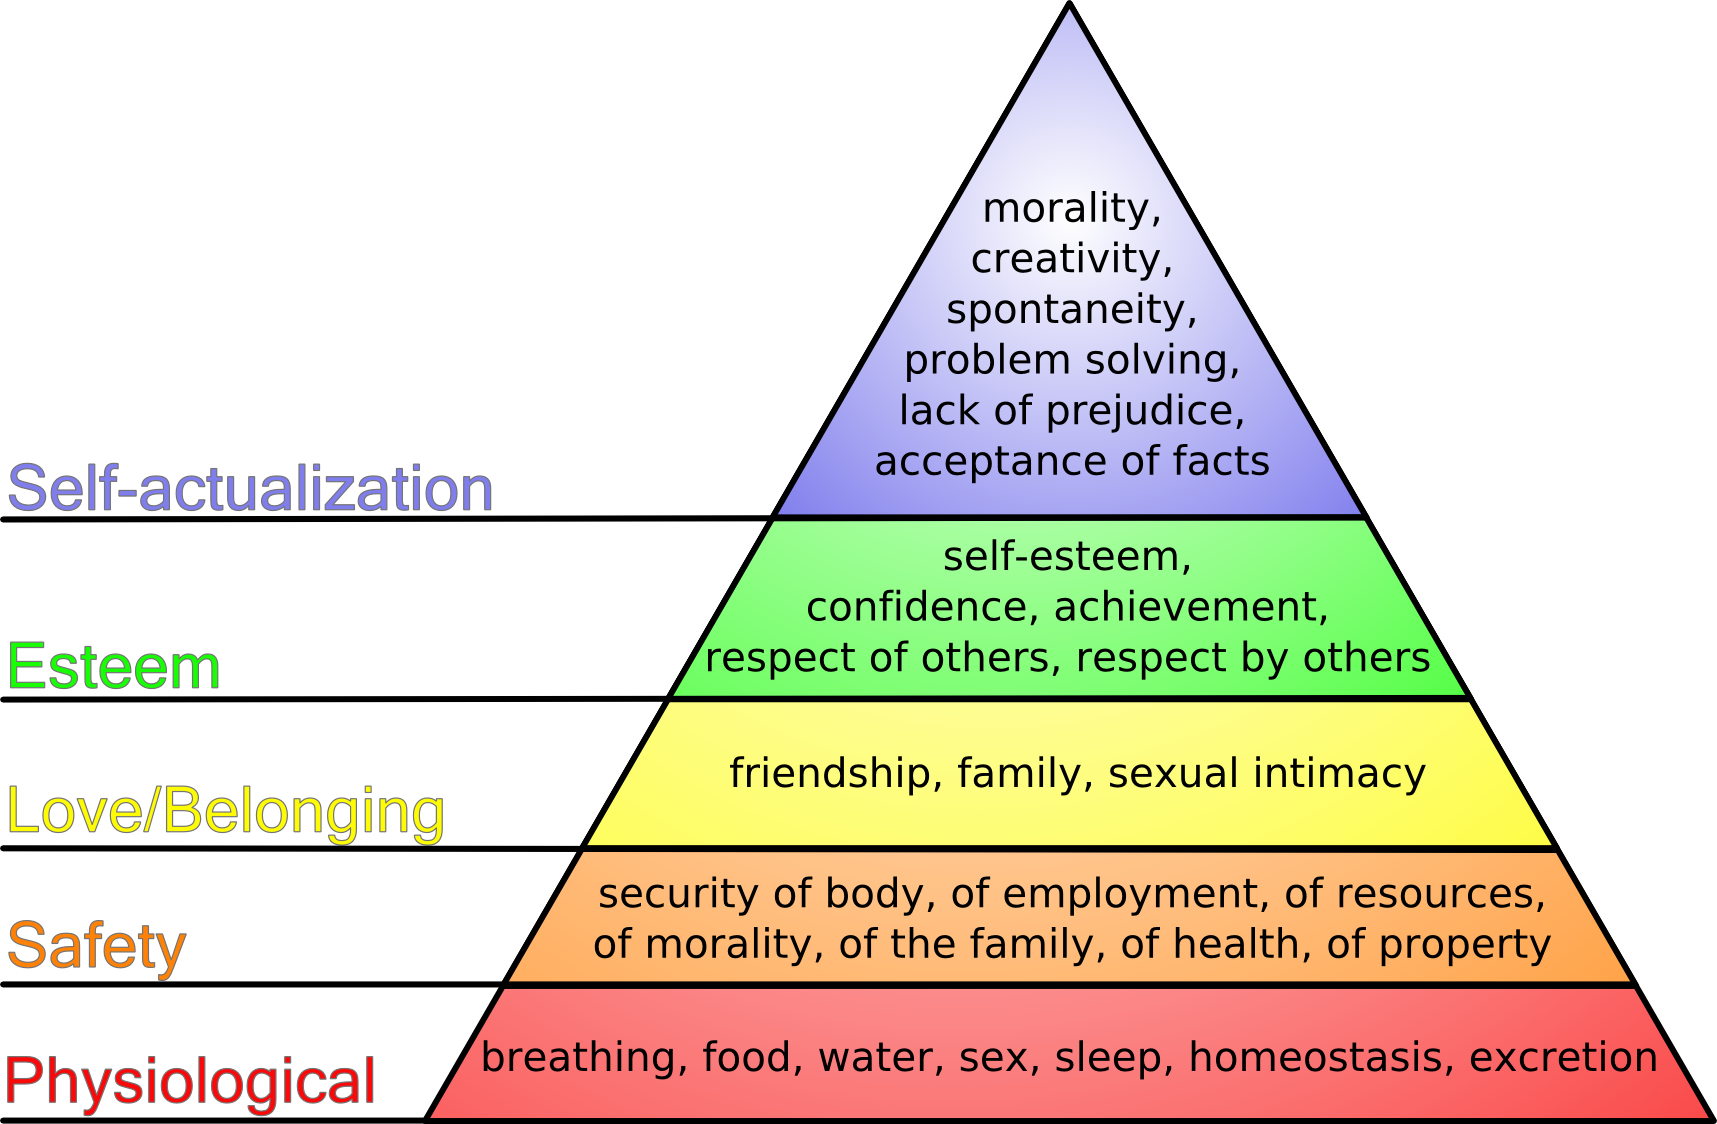 morality,
creativity,
spontaneity,
problem solving,
lack of prejudice,
acceptance of facts
Self-actualization
self-esteem,
confidence, achievement,
respect of others, respect by others
Esteem
friendship, family, sexual intimacy
Love/Belonging
security of body, of employment, of resources,
of morality, of the family, of health, of property
Safety
breathing, food, water, sex, sleep, homeostasis, excretion
Physiological